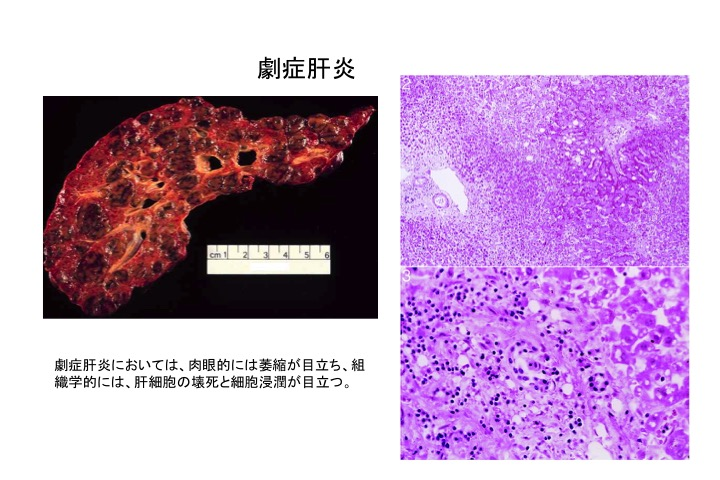 劇症肝炎
cm 1 2 3 4 5 6
劇症肝炎においては、肉眼的には萎縮が目立ち、組
織学的には、肝細胞の壊死と細胞浸潤が目立つ。